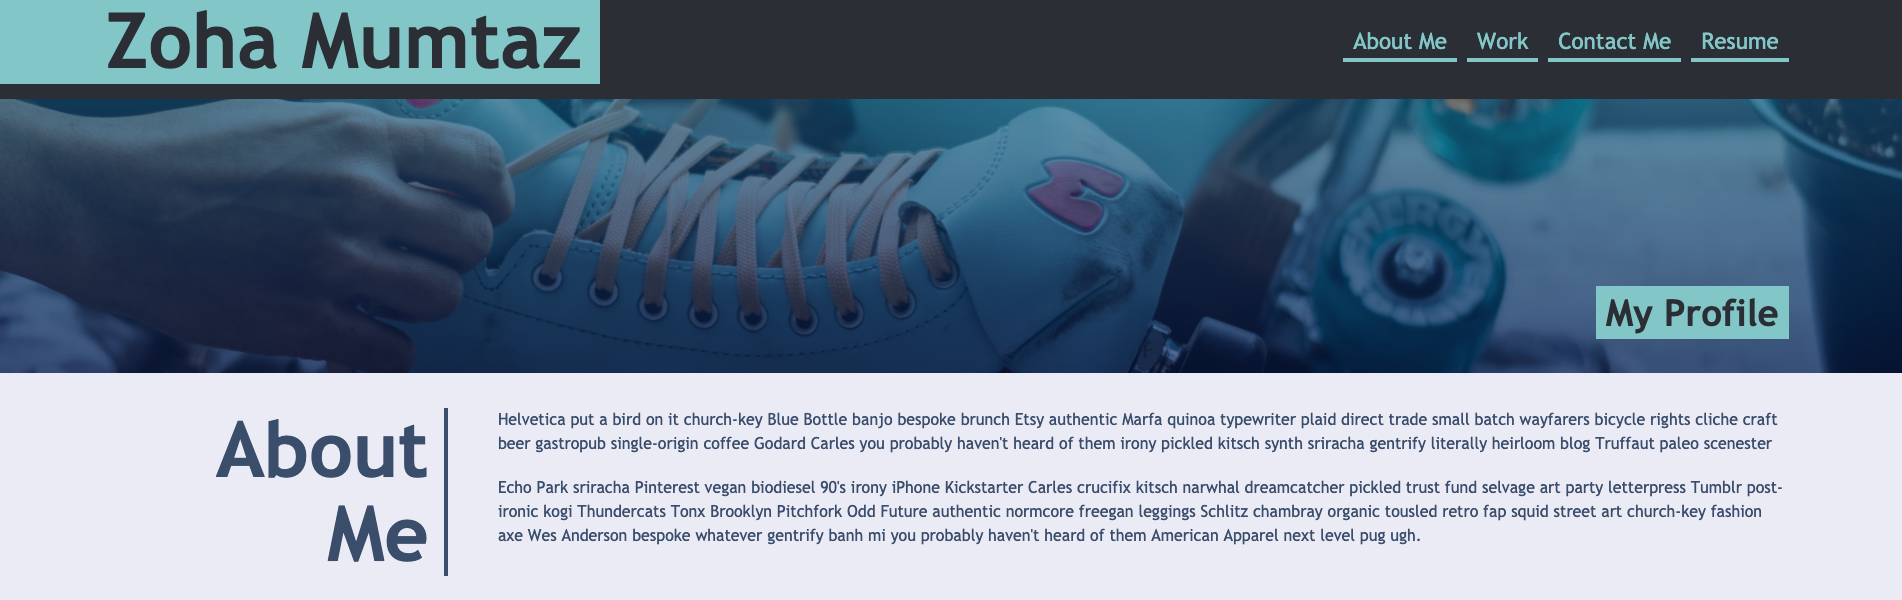 Zoha Mumtaz
About Me Work Contact Me Resume
ENERGY
My Profile
About
Me
Helvetica put a bird on it church-key Blue Bottle banjo bespoke brunch Etsy authentic Marfa quinoa typewriter plaid direct trade small batch wayfarers bicycle rights cliche craft
beer gastropub single-origin coffee Godard Carles you probably haven't heard of them irony pickled kitsch synth sriracha gentrify literally heirloom blog Truffaut paleo scenester
Echo Park sriracha Pinterest vegan biodiesel 90's irony iPhone Kickstarter Carles crucifix kitsch narwhal dreamcatcher pickled trust fund selvage art party letterpress Tumblr post-
ironic kogi Thundercats Tonx Brooklyn Pitchfork Odd Future authentic normcore freegan leggings Schlitz chambray organic tousled retro fap squid street art church-key fashion
axe Wes Anderson bespoke whatever gentrify banh mi you probably haven't heard of them American Apparel next level pug ugh.